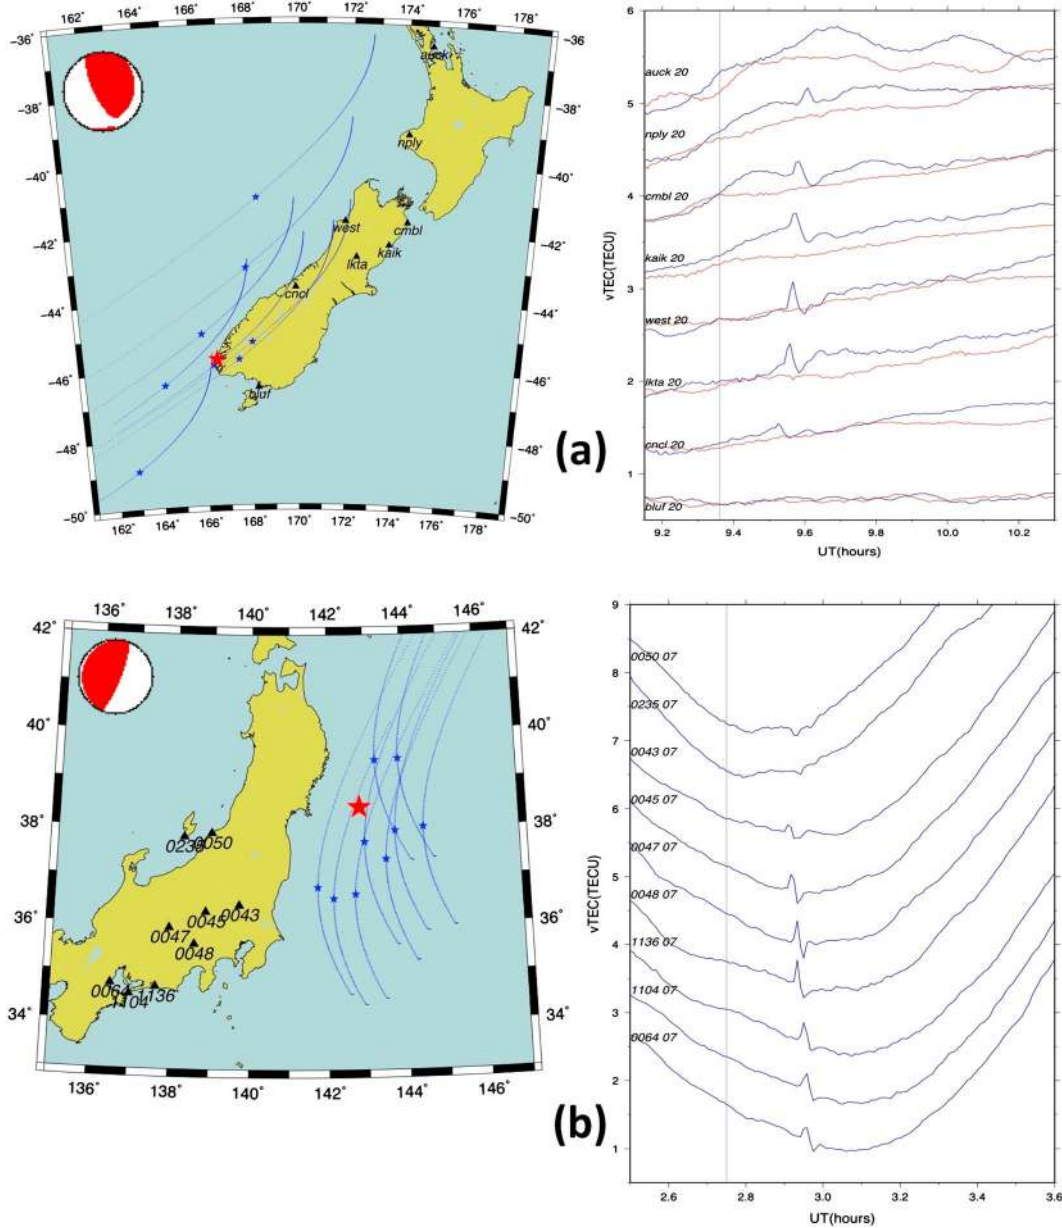 162° 164° 166° 168° 170° 172° 174° 176° 178°
−36° −36°
−38° −38°
−40° −40°
−42° −42°
−44° −44°
−46° −46°
−48° −48°
−50° −50°
162° 164° 166° 168° 170° 172° 174° 176° 178°
auck
nply
west
cmbl
kaik
lkta
cncl
bluf
(a)
vTEC(TECU)
6
5
4
3
2
1
auck 20
nply 20
cmbl 20
kaik 20
west 20
lkta 20
cncl 20
bluf 20
9.2 9.4 9.6 9.8 10.0 10.2
UT(hours)
136° 138° 140° 142° 144° 146°
42° 42°
40° 40°
38° 38°
36° 36°
34° 34°
136° 138° 140° 142° 144° 146°
0235 0050
0045 0043
0047
0048
0064 1136
1104
(b)
vTEC(TECU)
9
8
7
6
5
4
3
2
1
0050 07
0235 07
0043 07
0045 07
0047 07
0048 07
1136 07
1104 07
0064 07
2.6 2.8 3.0 3.2 3.4 3.6
UT(hours)